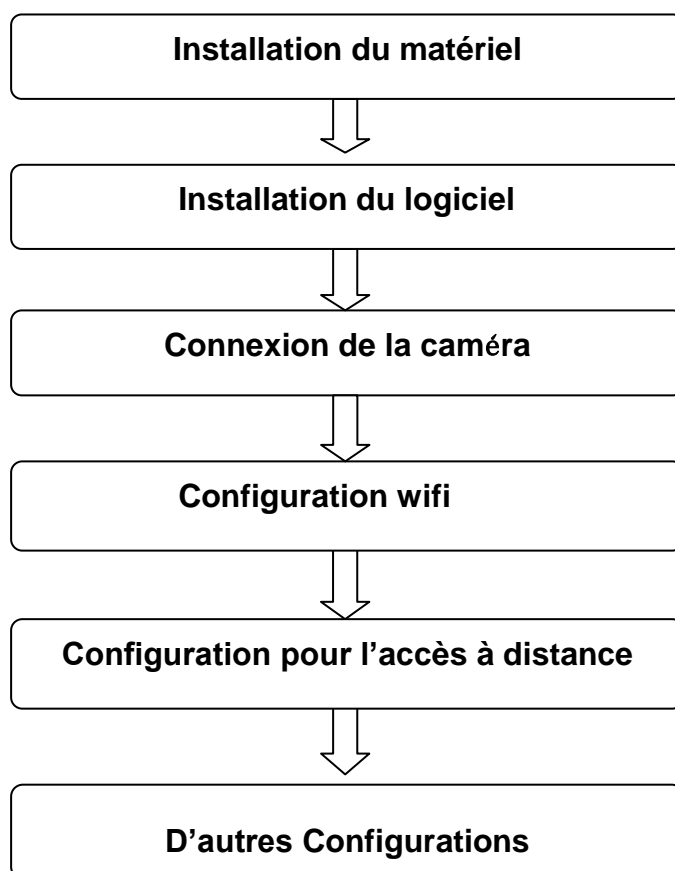 Installation du matériel
Installation du logiciel
Connexion de la caméra
Configuration wifi
Configuration pour l’accès à distance
D’autres Configurations